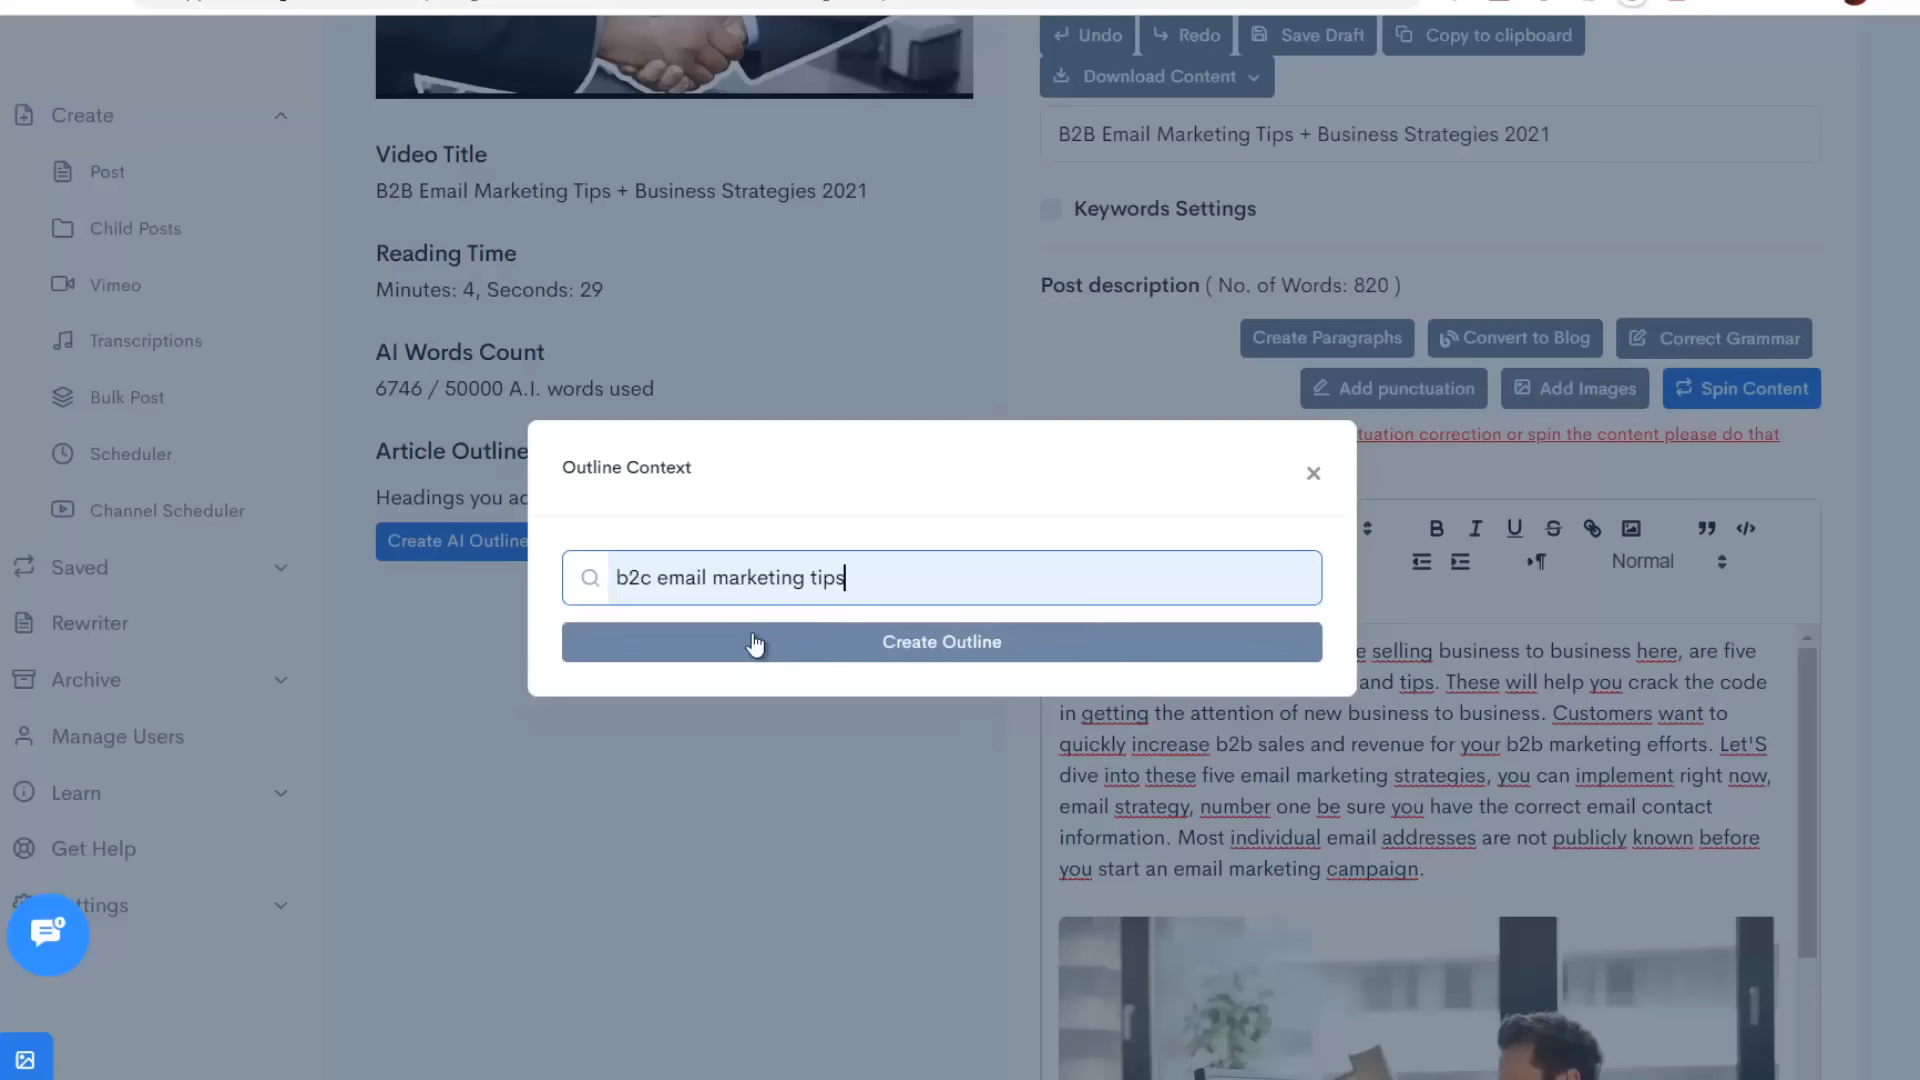 Create
Post
Child Posts
Vimeo
Transcriptions
Bulk Post
Scheduler
Channel Scheduler
Saved
Rewriter
Archive
Manage Users
Learn
Get Help
ttings
Video Title
B2B Email Marketing Tips + Business Strategies 2021
Reading Time
Minutes: 4, Seconds: 29
AI Words Count
6746 / 50000 A.I. words used
Article Outline
Headings you ad
Create AI Outline
Outline Context
×
b2c email marketing tips
Create Outline
Undo
Redo
Save Draft
Copy to clipboard
Download Content
B2B Email Marketing Tips + Business Strategies 2021
Keywords Settings
Post description ( No. of Words: 820 )
Create Paragraphs
Convert to Blog
Correct Grammar
Add punctuation
Add Images
Spin Content
tuation correction or spin the content please do that
B I U S
Normal
e selling business to business here, are five
and tips. These will help you crack the code
in getting the attention of new business to business. Customers want to
quickly increase b2b sales and revenue for your b2b marketing efforts. Let'S
dive into these five email marketing strategies, you can implement right now,
email strategy, number one be sure you have the correct email contact
information. Most individual email addresses are not publicly known before
you start an email marketing campaign.